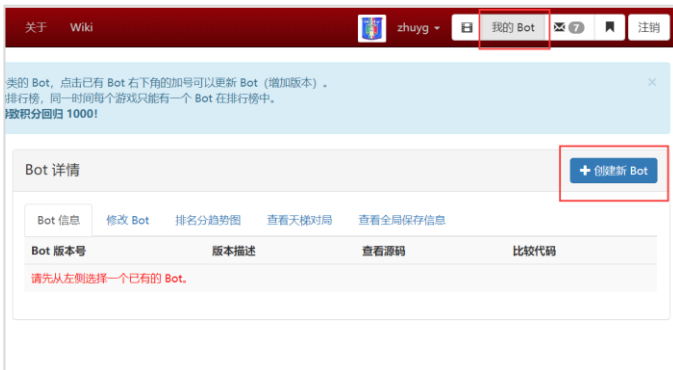 关于 Wiki zhuyg 我的 Bot 7 注销
类的 Bot，点击已有 Bot 右下角的加号可以更新 Bot（增加版本）。 ×
排行榜，同一时间每个游戏只能有一个 Bot 在排行榜中。
致积分回归 1000!
Bot 详情 创建新 Bot
Bot 信息 修改 Bot 排名分趋势图 查看天梯对局 查看全局保存信息
Bot 版本号 版本描述 查看源码 比较代码
请先从左侧选择一个已有的 Bot。